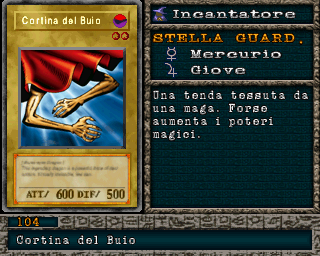 Cortina del Buio
ATT/ 600 DIF/ 500
Incantatore
STELLA GUARD.
Mercurio
Giove
Una tenda tessuta da
una maga. Forse
aumenta i poteri
magici.
104
Cortina del Buio